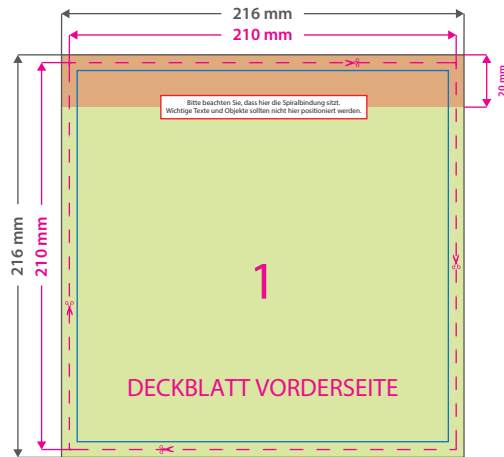 216 mm
210 mm
20 mm
Bitte beachten Sie, dass hier die Spiralbindung sitzt.
Wichtige Texte und Objekte sollten nicht hier positioniert werden.
216 mm
210 mm
1
DECKBLATT VORDERSEITE